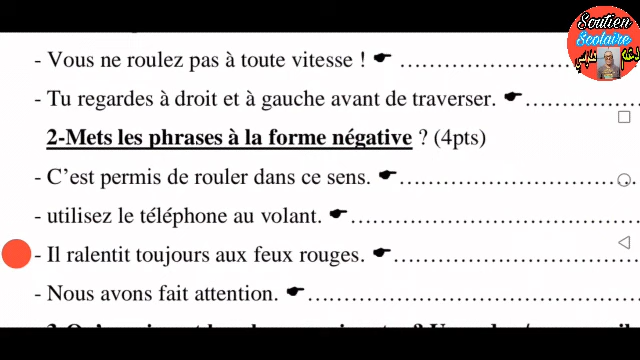 Soutien
Scolaire
- Vous ne roulez pas à toute vitesse ! ☛ ........................
- Tu regardes à droit et à gauche avant de traverser. ☛ ................
2-Mets les phrases à la forme négative ? (4pts)
- C’est permis de rouler dans ce sens. ☛ ........................
- utilisez le téléphone au volant. ☛ ................................
- Il ralentit toujours aux feux rouges. ☛ ........................
- Nous avons fait attention. ☛ ................................